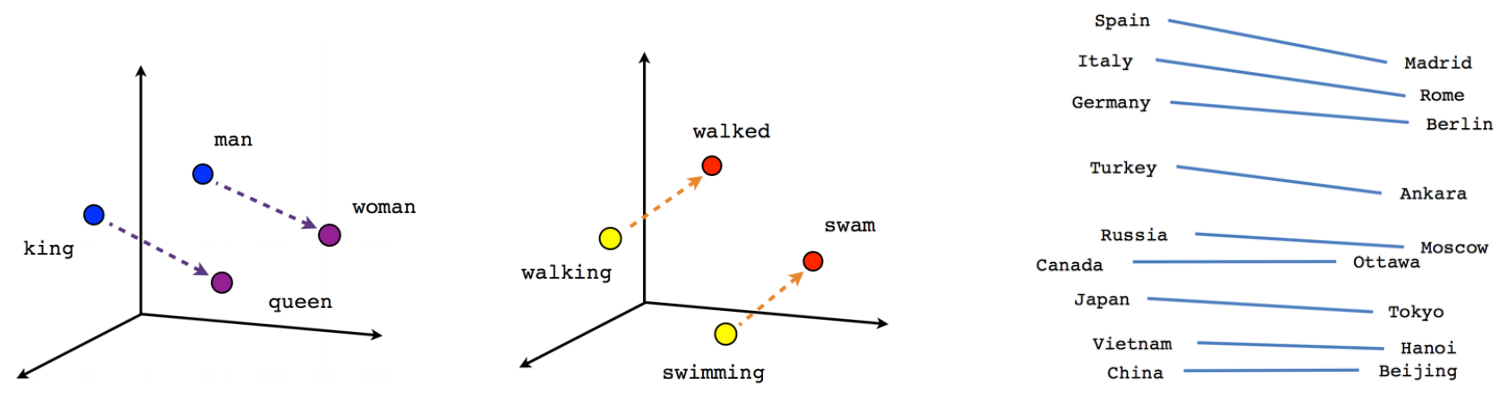 man
woman
king
queen
walked
swam
walking
swimming
Spain
Madrid
Italy
Rome
Germany
Berlin
Turkey
Ankara
Russia
Moscow
Canada
Ottawa
Japan
Tokyo
Vietnam
Hanoi
China
Beijing